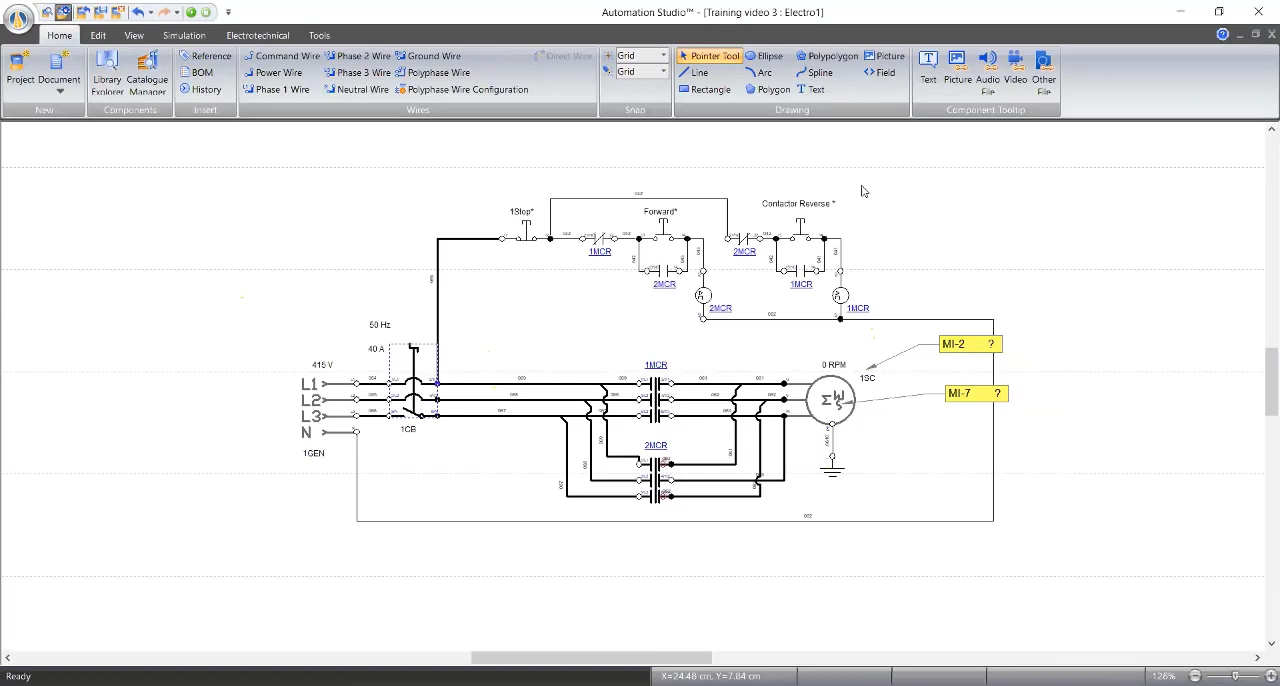 Automation Studio™ - [Training video 3 : Electro1]
Home Edit View Simulation Electrotechnical Tools
Project Document
New
Library Explorer
Catalogue Manager
Components
Reference
BOM
History
Insert
Command Wire Phase 2 Wire Ground Wire Direct Wire
Power Wire Phase 3 Wire Polyphase Wire
Phase 1 Wire Neutral Wire Polyphase Wire Configuration
Wires
Grid
Grid
Snap
Pointer Tool Ellipse Polypolygon Picture
Line Arc Spline Field
Rectangle Polygon Text
Drawing
Text Picture Audio File Video Other File
Component Tooltip
1Stop* Forward* Contactor Reverse *
1MCR 2MCR
2MCR 1MCR
2MCR 1MCR
50 Hz
40 A
415 V 1MCR 0 RPM MI-2 ?
1SC
L1
L2 MI-7 ?
L3
N 1CB
1GEN 2MCR
Ready X=24.48 cm, Y=7.84 cm 128%